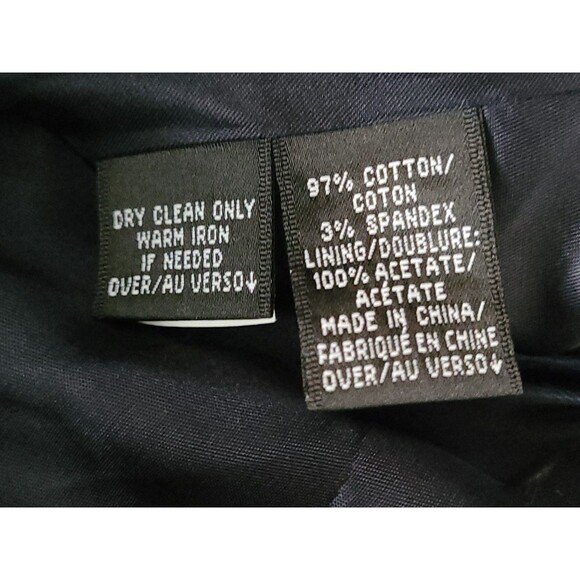 DRY CLEAN ONLY
WARM IRON
IF NEEDED
OVER/AU VERSO↓
97% COTTON/
COTON
3% SPANDEX
LINING/DOUBLURE:
100% ACETATE/
ACÉTATE
MADE IN CHINA/
FABRIQUÉ EN CHINE
OVER/AU VERSO↓